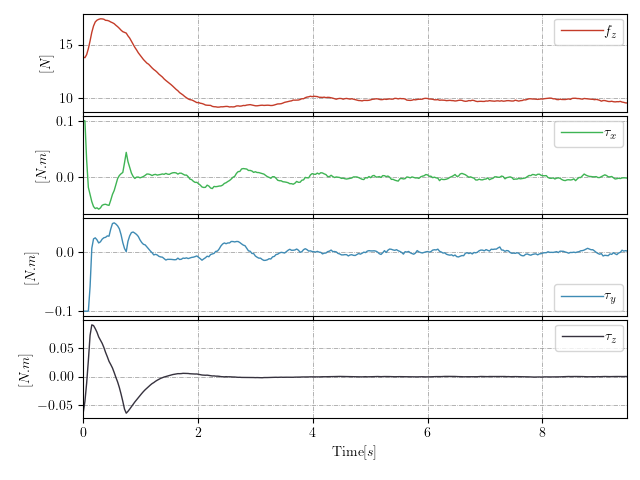 [N]
15
10
f_z
[N.m]
0.1
0.0
τ_x
[N.m]
0.0
−0.1
τ_y
[N.m]
0.05
0.00
−0.05
τ_z
0 2 4 6 8
Time[s]